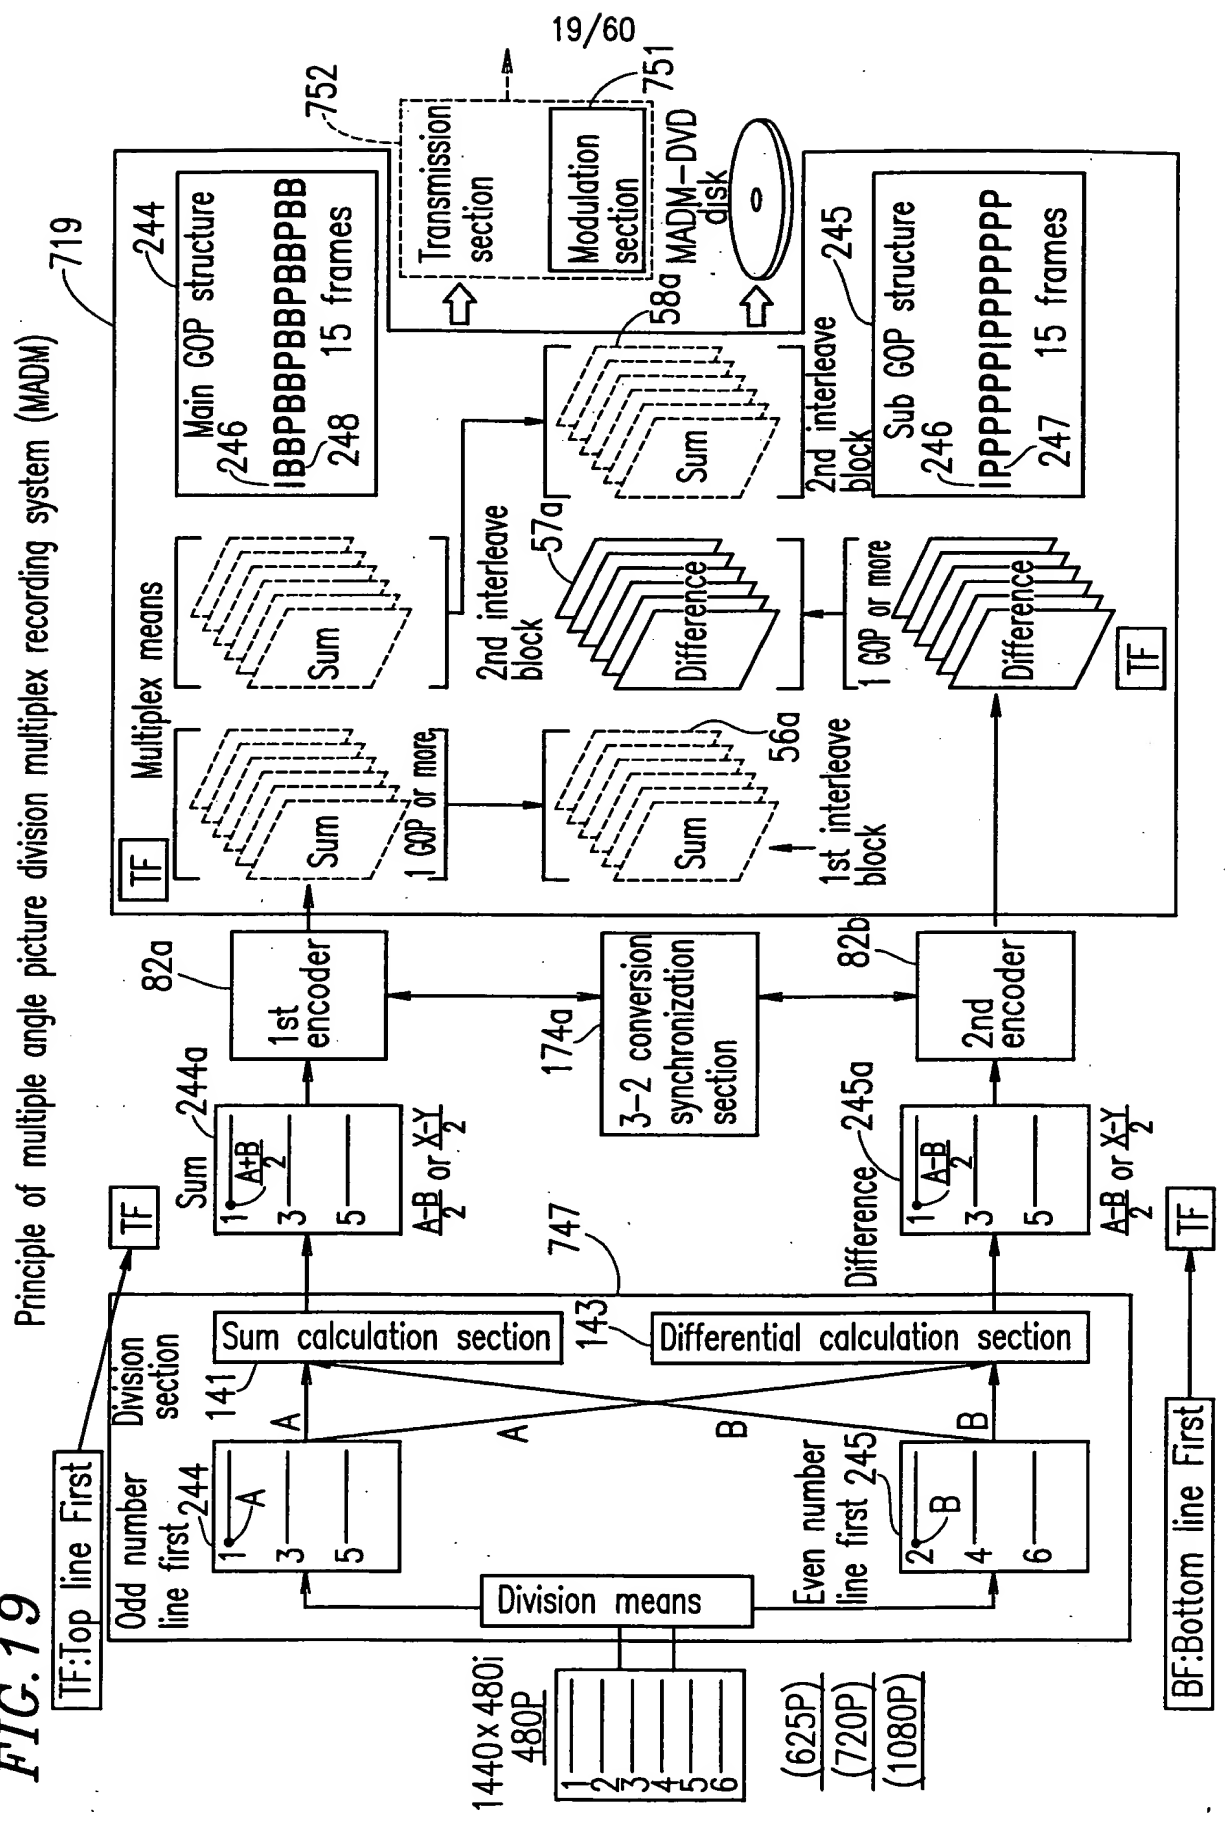 19/60
FIG. 19
Principle of multiple angle picture division multiplex recording system (MADM)
TF:Top line First
TF
Odd number
line first 244
1
A
3
5
Division
section
141
A
A
B
B
Sum calculation section
143
Differential calculation section
747
Division means
1440×480i
480P
1
2
3
4
5
6
(625P)
(720P)
(1080P)
Even number
line first 245
2
B
4
6
BF:Bottom line First
TF
Sum
244a
1
A+B
2
3
5
A-B or X-Y
2 2
Difference
245a
1
A-B
2
3
5
A-B or X-Y
2 2
82a
1st
encoder
174a
3-2 conversion
synchronization
section
82b
2nd
encoder
719
TF
Multiplex means
Sum
1 GOP or more
Sum
2nd interleave
block
Sum
56a
1st interleave
block
57a
Difference
1 GOP or more
Difference
TF
58a
Sum
2nd interleave
block
244
Main GOP structure
246
IBBPBBPBBPBBPBB
248
15 frames
245
Sub GOP structure
246
247
15 frames
752
Transmission
section
751
Modulation
section
MADM-DVD
disk